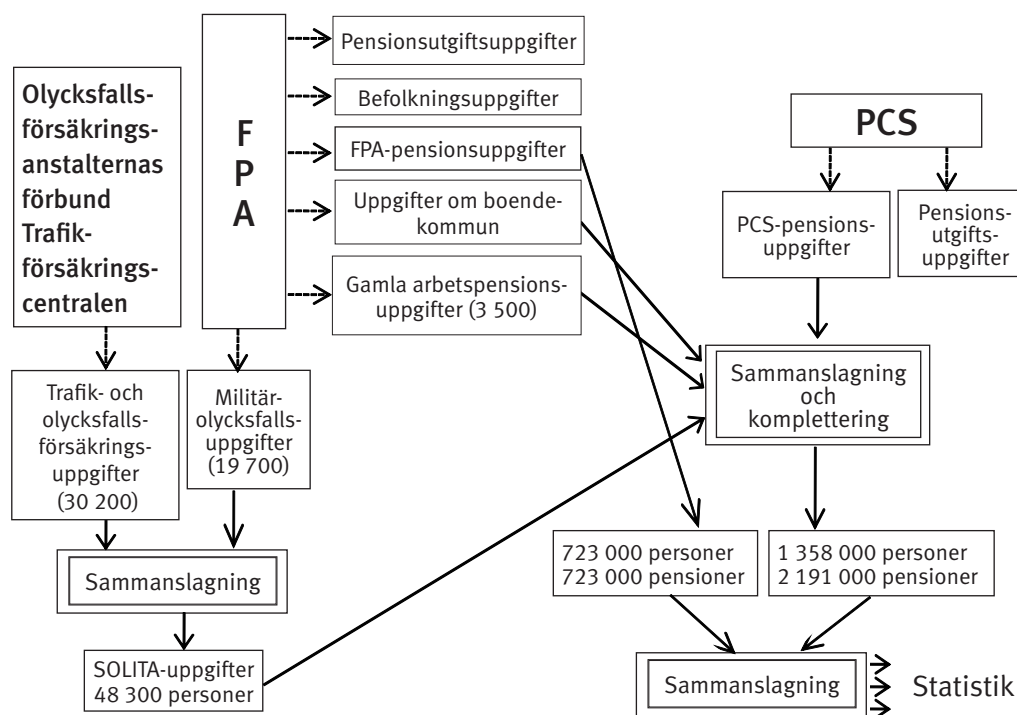 Olycksfalls-
försäkrings-
anstalternas
förbund
Trafik-
försäkrings-
centralen
F
P
A
Pensionsutgiftsuppgifter
Befolkningsuppgifter
FPA-pensionsuppgifter
Uppgifter om boende-
kommun
Gamla arbetspensions-
uppgifter (3 500)
PCS
PCS-pensions-
uppgifter
Pensions-
utgifts-
uppgifter
Trafik- och
olycksfalls-
försäkrings-
uppgifter
(30 200)
Militär-
olycksfalls-
uppgifter
(19 700)
Sammanslagning
och
komplettering
Sammanslagning
SOLITA-uppgifter
48 300 personer
723 000 personer
723 000 pensioner
1 358 000 personer
2 191 000 pensioner
Sammanslagning
Statistik